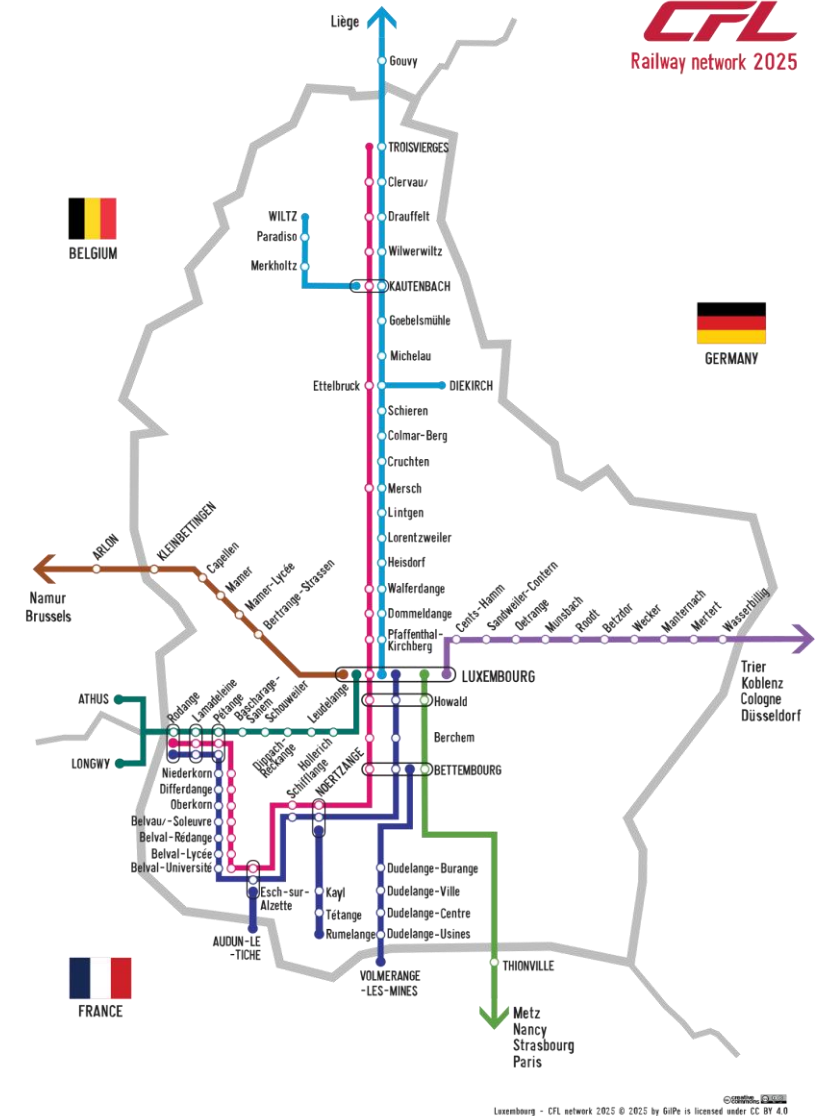 CFL
Railway network 2025
Liège
Gouvy
TROISVIERGES
Clervau/
Drauffelt
Wilwerwiltz
WILTZ
Paradiso
Merkholtz
KAUTENBACH
BELGIUM
GERMANY
Goebelsmühle
Michelau
Ettelbruck
DIEKIRCH
Schieren
Colmar-Berg
Cruchten
Mersch
Lintgen
Lorentzweiler
Heisdorf
Walferdange
Dommeldange
Pfaffenthal-
Kirchberg
ARLON
KLEINBETTINGEN
Capellen
Mamer
Mamer-Lycée
Bertrange-Strassen
Namur
Brussels
Cents-Hamm
Sandweiler-Contern
Oetrange
Munsbach
Roodt
Betzdor
Wecker
Manternach
Mertert
Wasserbillig
Trier
Koblenz
Cologne
Düsseldorf
LUXEMBOURG
Howald
Berchem
BETTEMBOURG
ATHUS
LONGWY
Rodange
Lamadeleine
Pétange
Bascharage-
Sanem
Schouweiler
Dippach-
Reckange
Leudelange
Hollerich
Schifflange
NOERTZANGE
Niederkorn
Differdange
Oberkorn
Belvau/-Soleuvre
Belval-Rédange
Belval-Lycée
Belval-Université
Esch-sur-
Alzette
AUDUN-LE
-TICHE
Kayl
Tétange
Rumelange
Dudelange-Burange
Dudelange-Ville
Dudelange-Centre
Dudelange-Usines
VOLMERANGE
-LES-MINES
THIONVILLE
Metz
Nancy
Strasbourg
Paris
FRANCE
creative
commons
Luxembourg - CFL network 2025 © 2025 by GilPe is licensed under CC BY 4.0